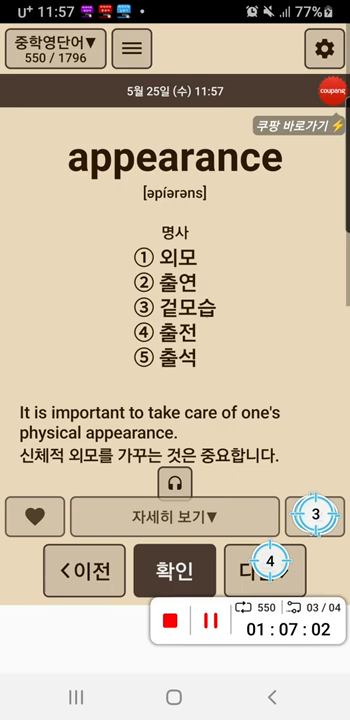 U⁺ 11:57 77%
중학영단어▼
550 / 1796
5월 25일 (수) 11:57
coupang
쿠팡 바로가기⚡
appearance
[əpíərəns]
명사
① 외모
② 출연
③ 겉모습
④ 출전
⑤ 출석
It is important to take care of one's
physical appearance.
신체적 외모를 가꾸는 것은 중요합니다.
자세히 보기▼
3
<이전
확인
4
550 03 / 04
01 : 07 : 02